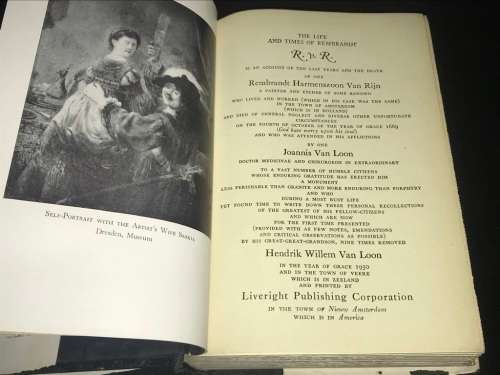 SELF-PORTRAIT WITH THE ARTIST'S WIFE SASKIA
Dresden, Museum
THE LIFE
AND TIMES OF REMBRANDT
R. v. R.
IS AN ACCOUNT OF THE LAST YEARS AND THE DEATH
OF ONE
Rembrandt Harmenszoon Van Rijn
A PAINTER AND ETCHER OF SOME RENOWN
WHO LIVED AND WORKED (WHICH IN HIS CASE WAS THE SAME)
IN THE TOWN OF AMSTERDAM
(WHICH IS IN HOLLAND)
AND DIED OF GENERAL NEGLECT AND DIVERSE OTHER UNFORTUNATE
CIRCUMSTANCES
ON THE FOURTH OF OCTOBER OF THE YEAR OF GRACE 1669
(God have mercy upon his soul)
AND WHO WAS ATTENDED IN HIS AFFLICTIONS
BY ONE
Joannis Van Loon
DOCTOR MEDICINAE AND CHIRURGEON IN EXTRAORDINARY
TO A VAST NUMBER OF HUMBLE CITIZENS
WHOSE ENDURING GRATITUDE HAS ERECTED HIM
A MONUMENT
LESS PERISHABLE THAN GRANITE AND MORE ENDURING THAN PORPHYRY
AND WHO
DURING A MOST BUSY LIFE
YET FOUND TIME TO WRITE DOWN THESE PERSONAL RECOLLECTIONS
OF THE GREATEST OF HIS FELLOW-CITIZENS
AND WHICH ARE NOW
FOR THE FIRST TIME PRESENTED
(PROVIDED WITH AS FEW NOTES, EMENDATIONS
AND CRITICAL OBSERVATIONS AS POSSIBLE)
BY HIS GREAT-GREAT-GRANDSON, NINE TIMES REMOVED
Hendrik Willem Van Loon
IN THE YEAR OF GRACE 1930
AND IN THE TOWN OF VEERE
WHICH IS IN ZEELAND
AND PRINTED BY
Liveright Publishing Corporation
IN THE TOWN OF Nieuw Amsterdam
WHICH IS IN America